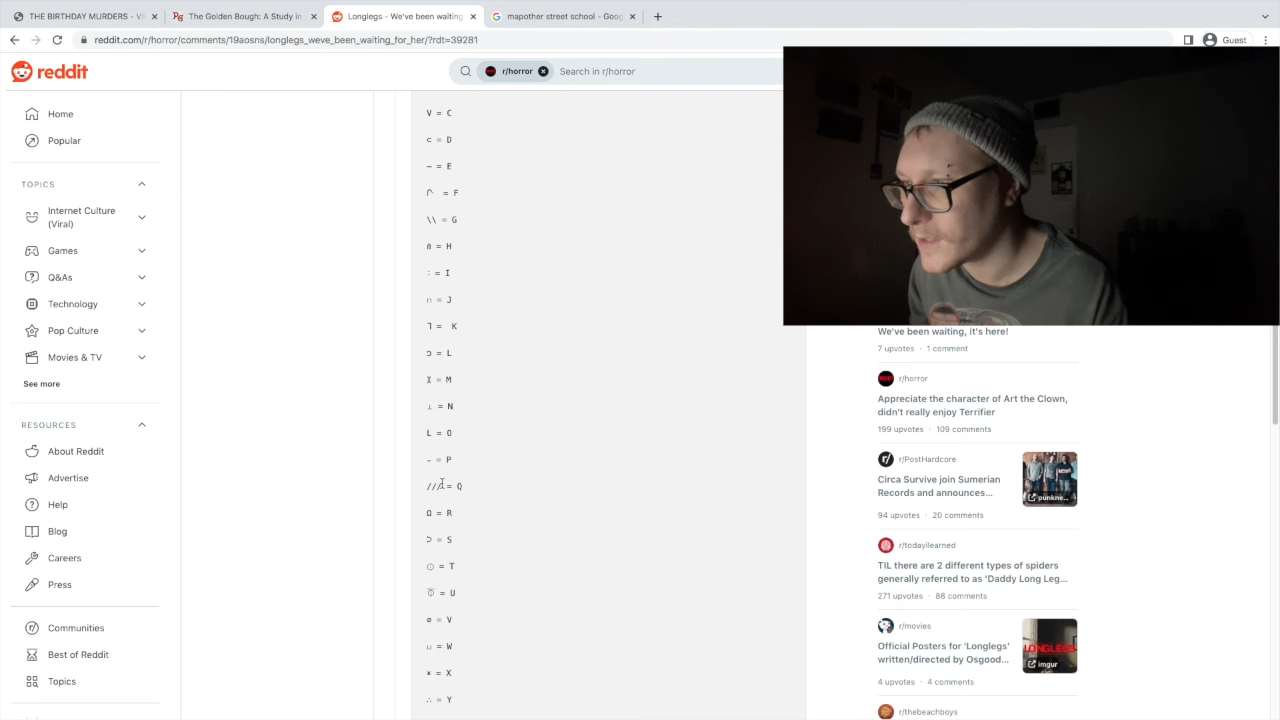 THE BIRTHDAY MURDERS - V
The Golden Bough: A Study in
Longlegs - We've been waiting
mapother street school - Goog
reddit.com/r/horror/comments/19aosns/longlegs_weve_been_waiting_for_her/?rdt=39281
Guest
reddit
r/horror
Search in r/horror
Home
Popular
TOPICS
Internet Culture
(Viral)
Games
Q&As
Technology
Pop Culture
Movies & TV
See more
RESOURCES
About Reddit
Advertise
Help
Blog
Careers
Press
Communities
Best of Reddit
Topics
V = C
⊂ = D
− = E
= F
\\ = G
= H
: = I
∩ = J
= K
ɔ = L
= M
⊥ = N
L = O
= P
/// = Q
Ω = R
= S
⊙ = T
= U
⊘ = V
⊔ = W
× = X
∴ = Y
We've been waiting, it's here!
7 upvotes · 1 comment
r/horror
Appreciate the character of Art the Clown,
didn't really enjoy Terrifier
199 upvotes · 109 comments
r/PostHardcore
Circa Survive join Sumerian
Records and announces...
punkne...
94 upvotes · 20 comments
r/todayilearned
TIL there are 2 different types of spiders
generally referred to as 'Daddy Long Leg...
271 upvotes · 88 comments
r/movies
Official Posters for 'Longlegs'
written/directed by Osgood...
LONGLEGS
imgur
4 upvotes · 4 comments
r/thebeachboys